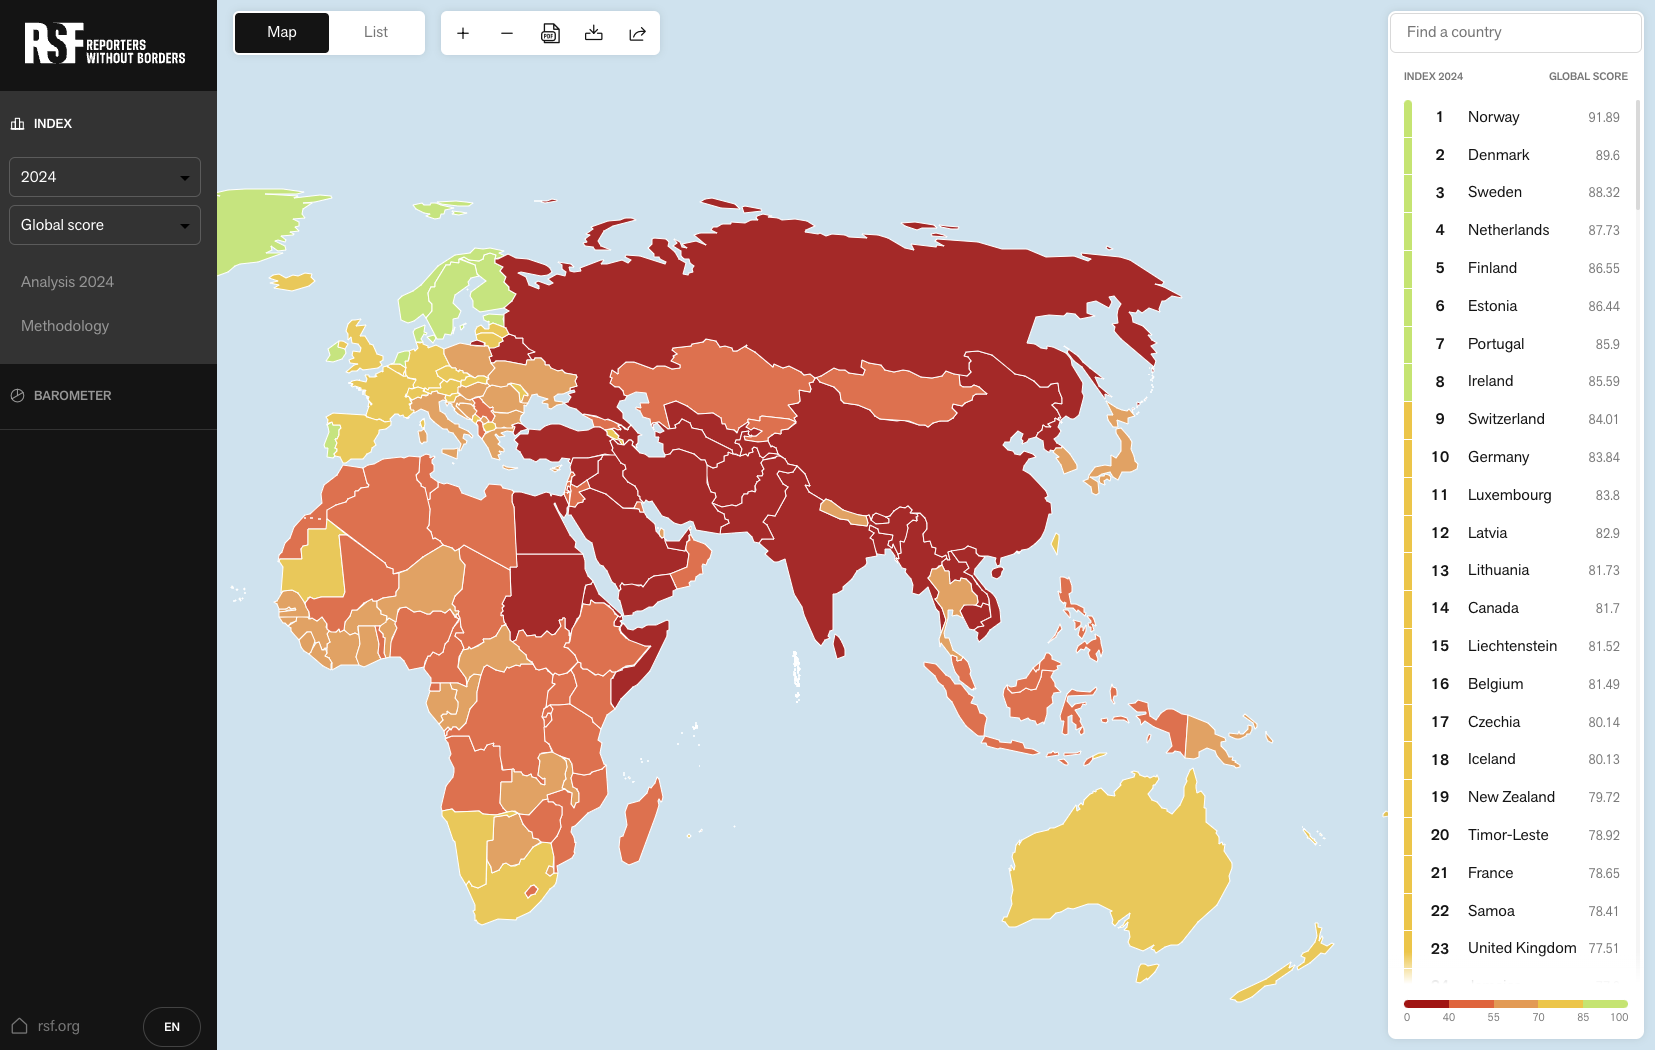 RSF REPORTERS
WITHOUT BORDERS
INDEX
2024
Global score
Analysis 2024
Methodology
BAROMETER
rsf.org
EN
Map
List
PDF
Find a country
INDEX 2024 GLOBAL SCORE
1 Norway 91.89
2 Denmark 89.6
3 Sweden 88.32
4 Netherlands 87.73
5 Finland 86.55
6 Estonia 86.44
7 Portugal 85.9
8 Ireland 85.59
9 Switzerland 84.01
10 Germany 83.84
11 Luxembourg 83.8
12 Latvia 82.9
13 Lithuania 81.73
14 Canada 81.7
15 Liechtenstein 81.52
16 Belgium 81.49
17 Czechia 80.14
18 Iceland 80.13
19 New Zealand 79.72
20 Timor-Leste 78.92
21 France 78.65
22 Samoa 78.41
23 United Kingdom 77.51
0 40 55 70 85 100